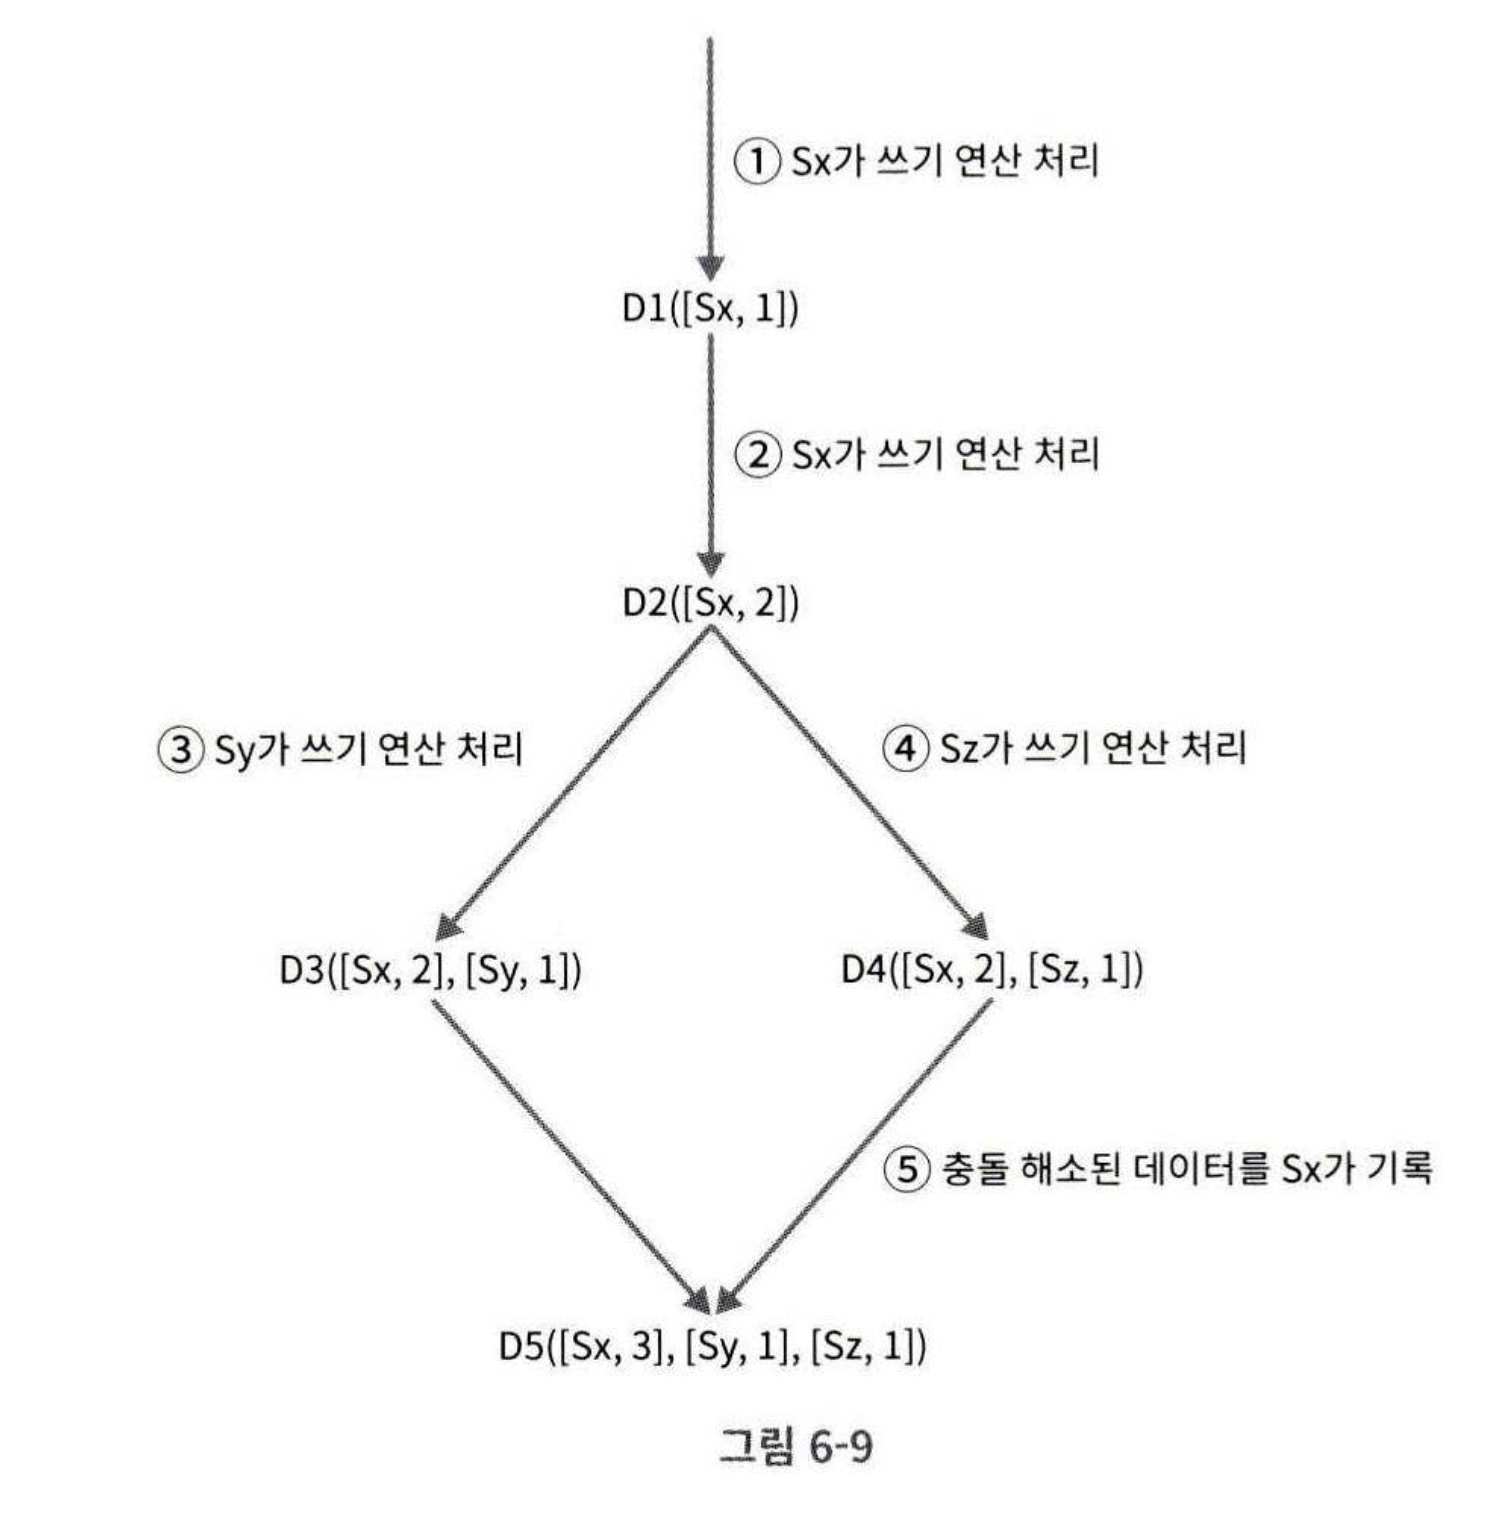 ① Sx가 쓰기 연산 처리
D1([Sx, 1])
② Sx가 쓰기 연산 처리
D2([Sx, 2])
③ Sy가 쓰기 연산 처리
④ Sz가 쓰기 연산 처리
D3([Sx, 2], [Sy, 1])
D4([Sx, 2], [Sz, 1])
⑤ 충돌 해소된 데이터를 Sx가 기록
D5([Sx, 3], [Sy, 1], [Sz, 1])
그림 6-9